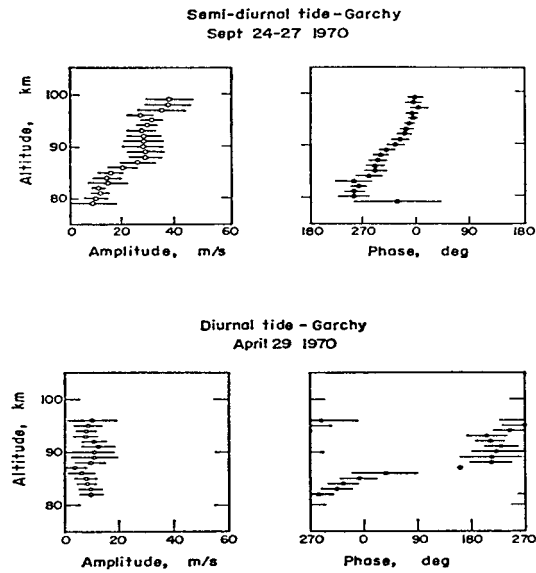 Semi-diurnal tide-Garchy
Sept 24-27 1970
Altitude, km
100
90
80
0 20 40 60
Amplitude, m/s
180 270 0 90 180
Phase, deg
Diurnal tide - Garchy
April 29 1970
Altitude, km
100
90
80
0 20 40 60
Amplitude, m/s
270 0 90 180 270
Phase, deg